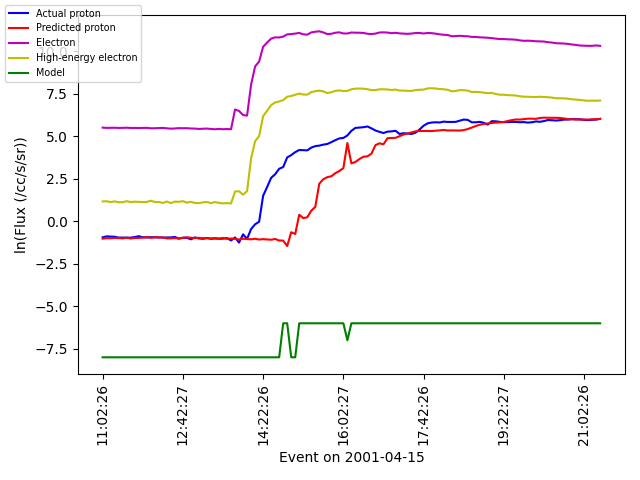 Actual proton
Predicted proton
Electron
High-energy electron
Model
10.0
7.5
5.0
2.5
0.0
−2.5
−5.0
−7.5
ln(Flux (/cc/s/sr))
11:02:26
12:42:27
14:22:26
16:02:27
17:42:26
19:22:27
21:02:26
Event on 2001-04-15